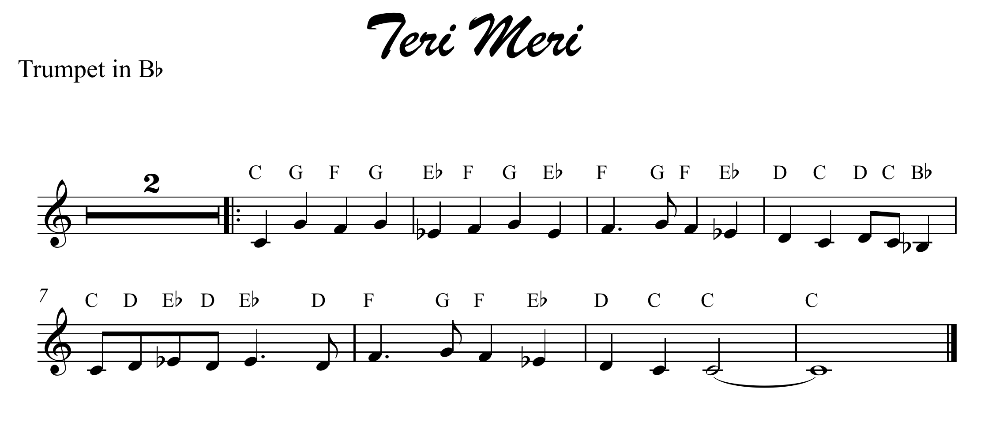 Teri Meri
Trumpet in B♭
2
C G F G E♭ F G E♭ F G F E♭ D C D C B♭
7
C D E♭ D E♭ D F G F E♭ D C C C